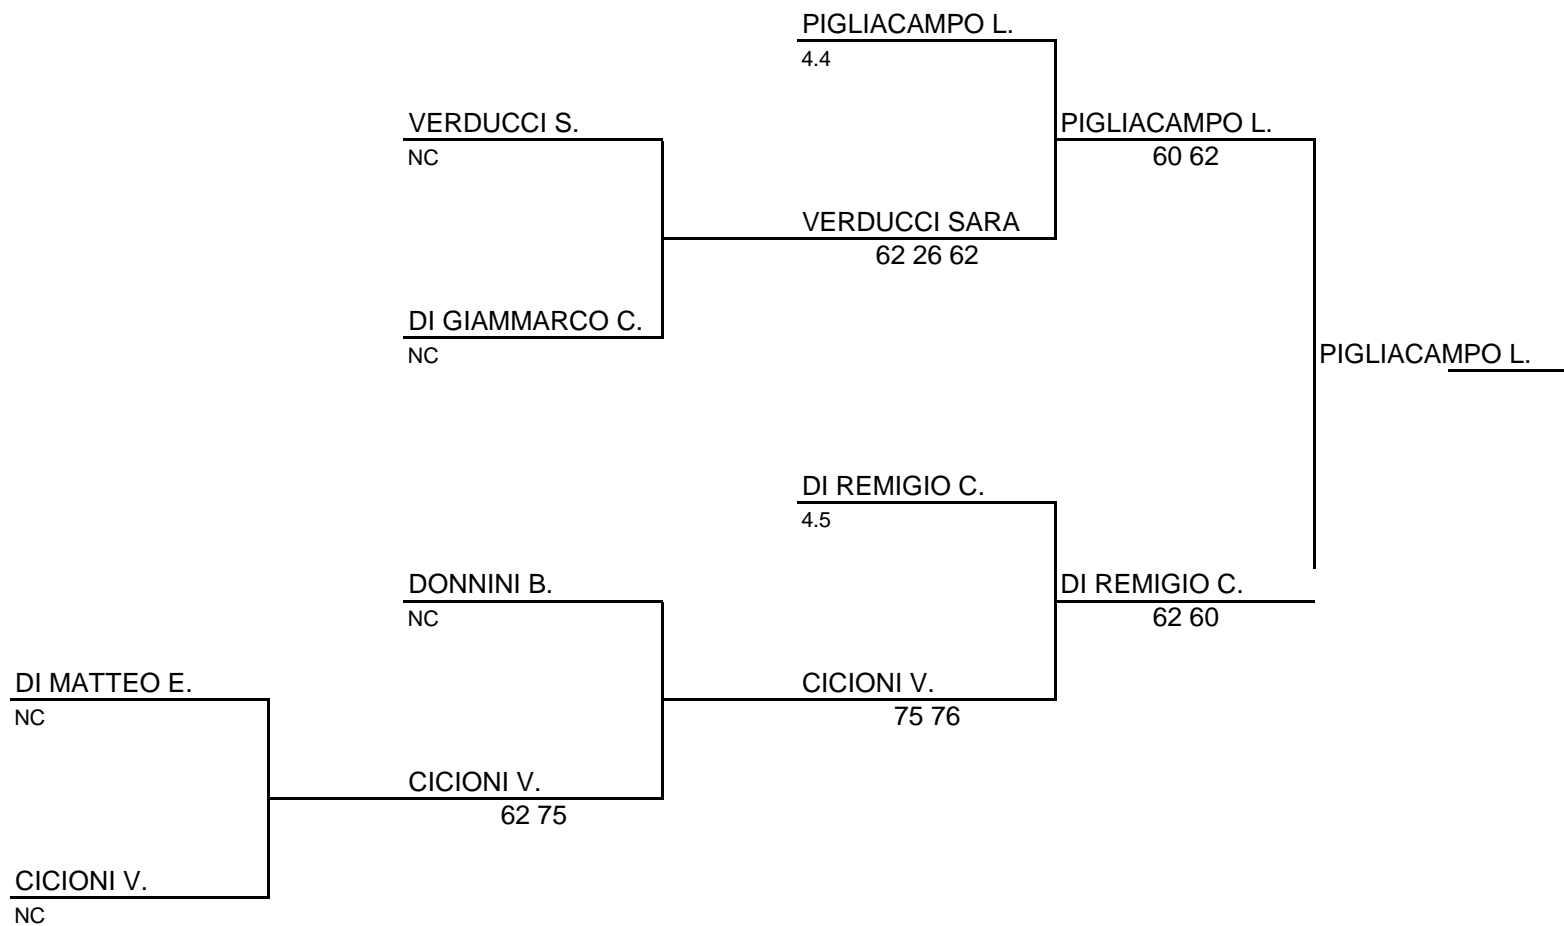 PIGLIACAMPO L.
4.4
VERDUCCI S.
PIGLIACAMPO L.
NC
60 62
VERDUCCI SARA
62 26 62
DI GIAMMARCO C.
NC
PIGLIACAMPO L.
DI REMIGIO C.
4.5
DONNINI B.
DI REMIGIO C.
NC
62 60
DI MATTEO E.
CICIONI V.
NC
75 76
CICIONI V.
62 75
CICIONI V.
NC